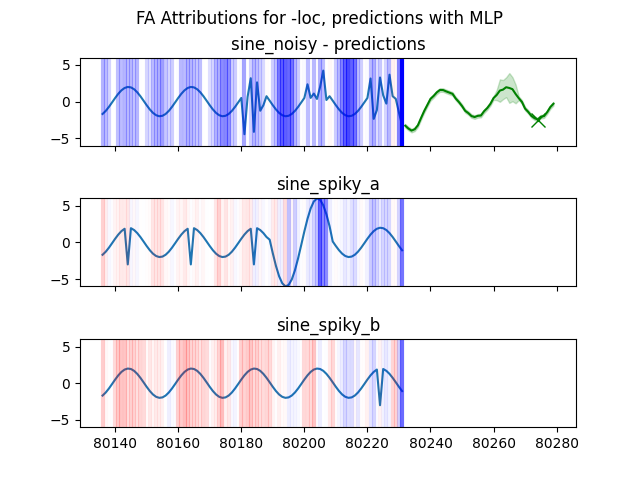 FA Attributions for -loc, predictions with MLP
sine_noisy - predictions
5
0
−5
sine_spiky_a
5
0
−5
sine_spiky_b
5
0
−5
80140 80160 80180 80200 80220 80240 80260 80280